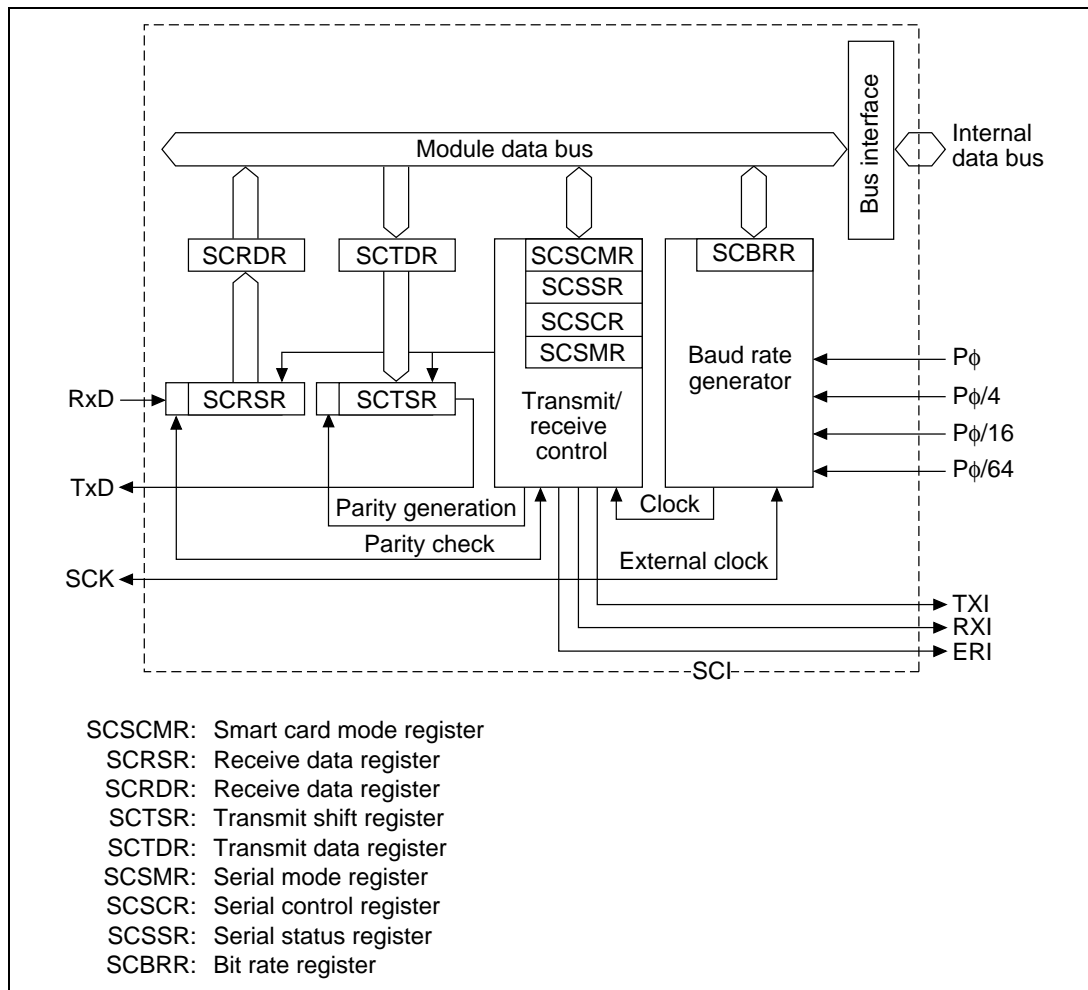 Bus interface
Internal
data bus
Module data bus
SCRDR
SCTDR
SCSCMR
SCSSR
SCSCR
SCSMR
Transmit/
receive
control
SCBRR
Baud rate
generator
Pϕ
Pϕ/4
Pϕ/16
Pϕ/64
RxD
SCRSR
SCTSR
TxD
Parity generation
Clock
Parity check
External clock
SCK
TXI
RXI
ERI
SCI
SCSCMR: Smart card mode register
SCRSR: Receive data register
SCRDR: Receive data register
SCTSR: Transmit shift register
SCTDR: Transmit data register
SCSMR: Serial mode register
SCSCR: Serial control register
SCSSR: Serial status register
SCBRR: Bit rate register